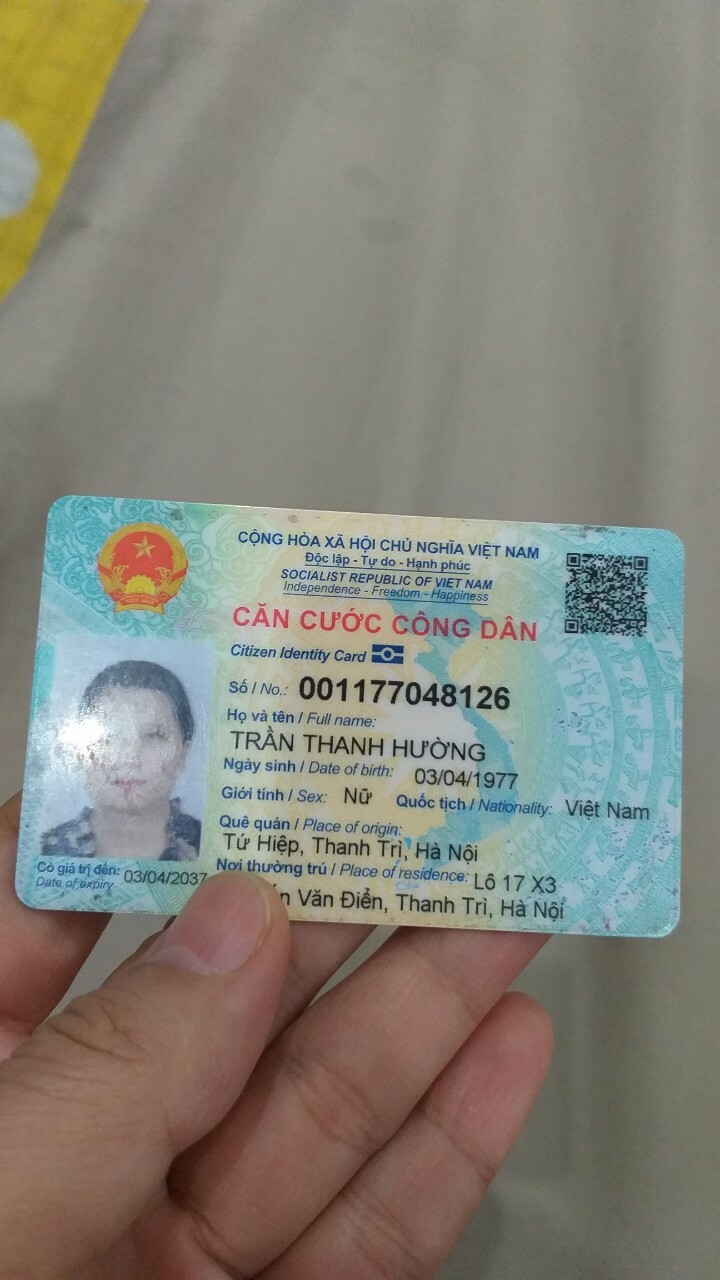 CỘNG HÒA XÃ HỘI CHỦ NGHĨA VIỆT NAM
Độc lập - Tự do - Hạnh phúc
SOCIALIST REPUBLIC OF VIET NAM
Independence - Freedom - Happiness
CĂN CƯỚC CÔNG DÂN
Citizen Identity Card
Số / No.: 001177048126
Họ và tên / Full name:
TRẦN THANH HƯỜNG
Ngày sinh / Date of birth: 03/04/1977
Giới tính / Sex: Nữ Quốc tịch / Nationality: Việt Nam
Quê quán / Place of origin:
Tứ Hiệp, Thanh Trì, Hà Nội
Nơi thường trú / Place of residence: Lô 17 X3
Văn Điển, Thanh Trì, Hà Nội
Có giá trị đến: 03/04/2037
Date of expiry